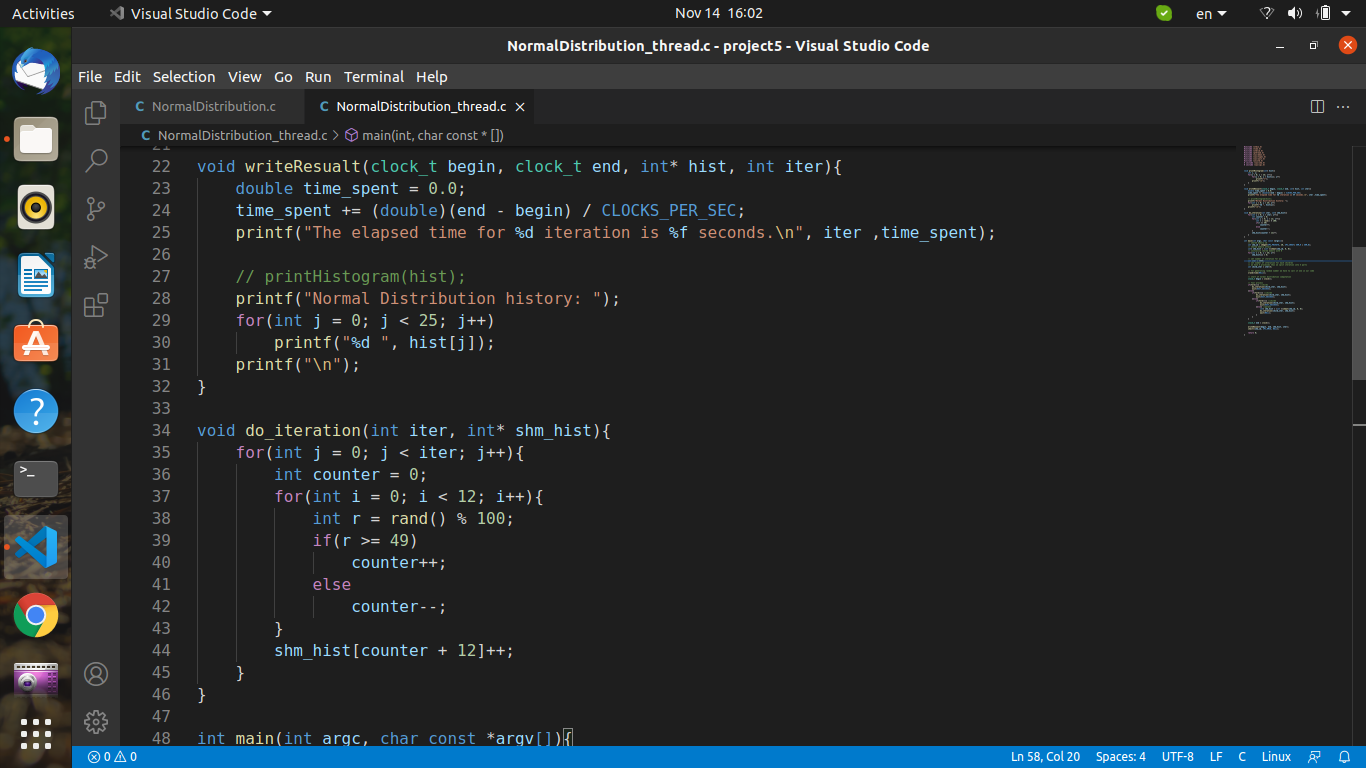 Activities
Visual Studio Code
Nov 14 16:02
en
NormalDistribution_thread.c - project5 - Visual Studio Code
File Edit Selection View Go Run Terminal Help
C NormalDistribution.c
C NormalDistribution_thread.c
C NormalDistribution_thread.c > main(int, char const * [])
21
22 void writeResualt(clock_t begin, clock_t end, int* hist, int iter){
23 double time_spent = 0.0;
24 time_spent += (double)(end - begin) / CLOCKS_PER_SEC;
25 printf("The elapsed time for %d iteration is %f seconds.\n", iter ,time_spent);
26
27 // printHistogram(hist);
28 printf("Normal Distribution history: ");
29 for(int j = 0; j < 25; j++)
30 printf("%d ", hist[j]);
31 printf("\n");
32 }
33
34 void do_iteration(int iter, int* shm_hist){
35 for(int j = 0; j < iter; j++){
36 int counter = 0;
37 for(int i = 0; i < 12; i++){
38 int r = rand() % 100;
39 if(r >= 49)
40 counter++;
41 else
42 counter--;
43 }
44 shm_hist[counter + 12]++;
45 }
46 }
47
48 int main(int argc, char const *argv[]){
0 0
Ln 58, Col 20
Spaces: 4
UTF-8
LF
C
Linux